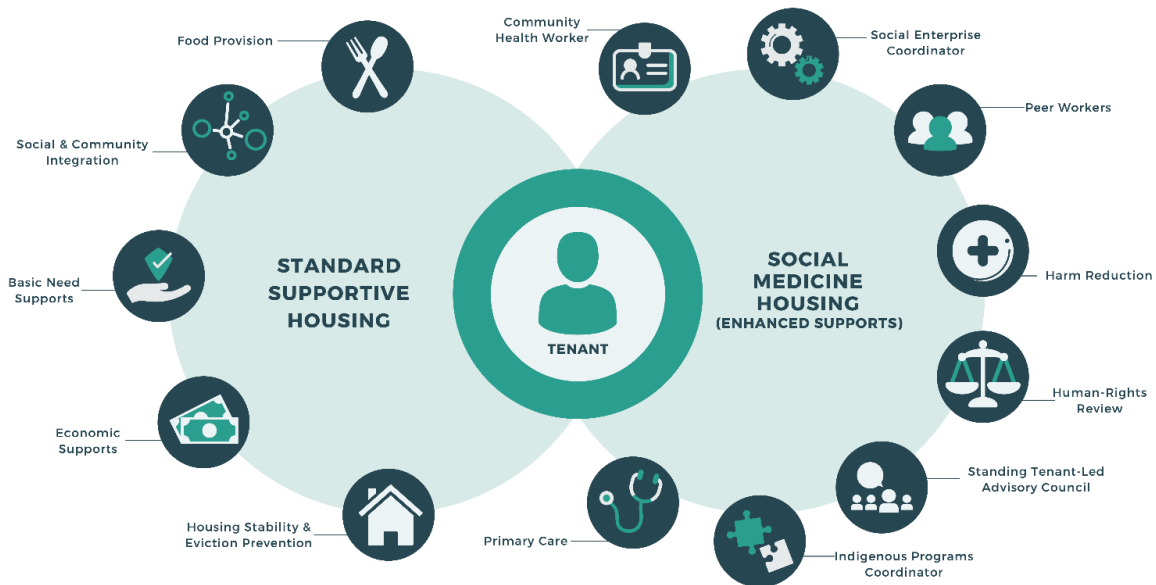 Food Provision
Social & Community
Integration
Basic Need
Supports
Economic
Supports
Housing Stability &
Eviction Prevention
STANDARD
SUPPORTIVE
HOUSING
TENANT
SOCIAL
MEDICINE
HOUSING
(ENHANCED SUPPORTS)
Community
Health Worker
Social Enterprise
Coordinator
Peer Workers
Harm Reduction
Human-Rights
Review
Standing Tenant-Led
Advisory Council
Indigenous Programs
Coordinator
Primary Care